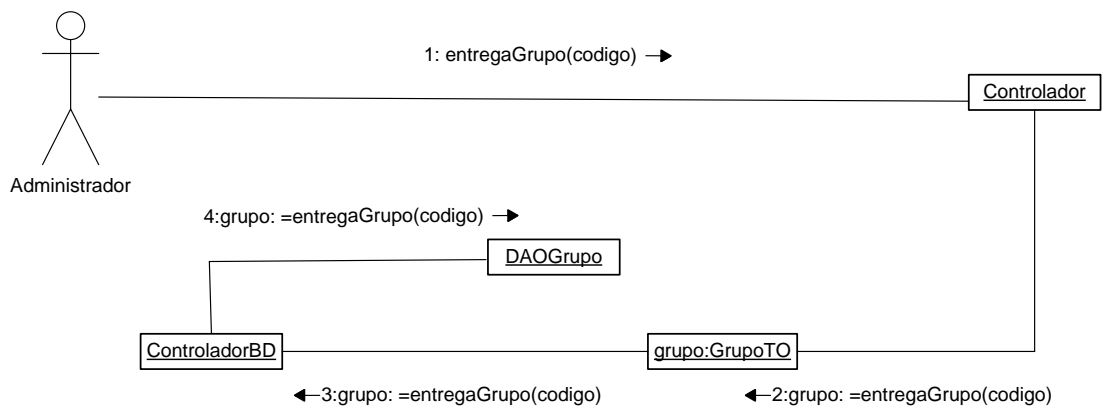 1: entregaGrupo(codigo)
Controlador
Administrador
4:grupo: =entregaGrupo(codigo)
DAOGrupo
ControladorBD
grupo:GrupoTO
3:grupo: =entregaGrupo(codigo)
2:grupo: =entregaGrupo(codigo)